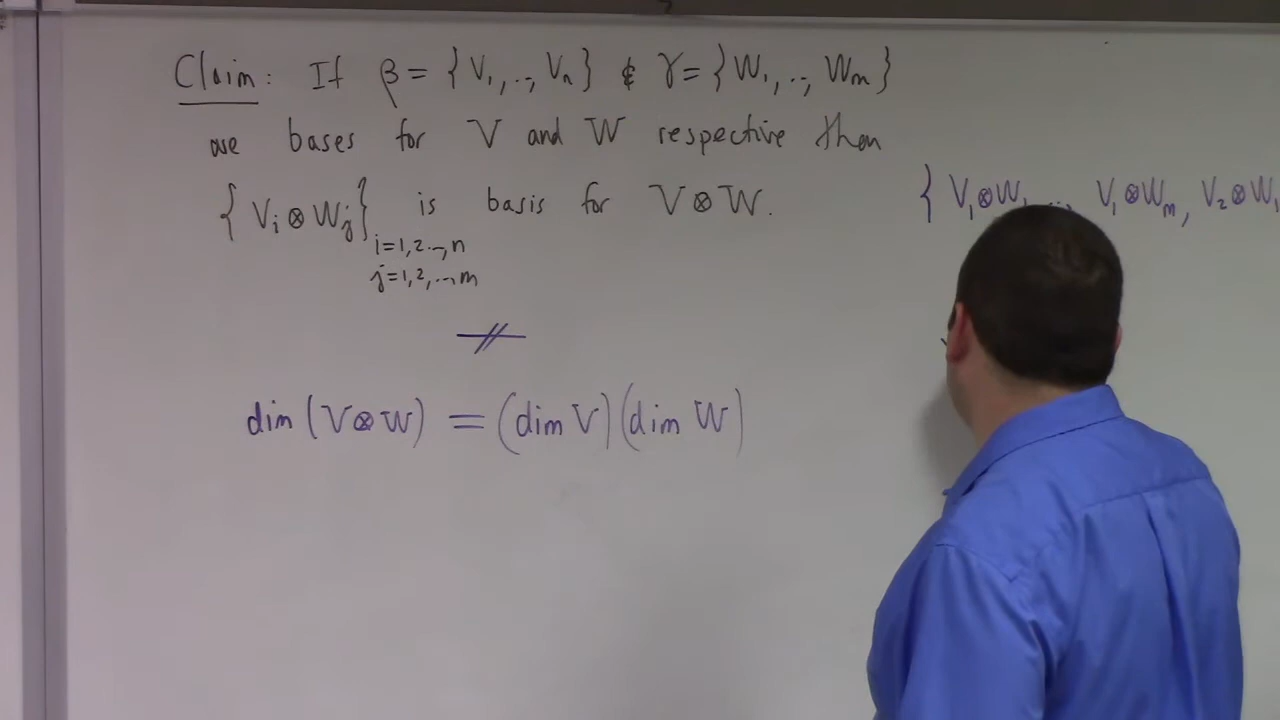 Claim: If β = {V₁,..,Vₙ} & γ = {W₁,..,Wₘ}
are bases for V and W respective then
{Vᵢ⊗Wⱼ} i=1,2..,n j=1,2,..,m is basis for V⊗W.
{V₁⊗W₁ ..., V₁⊗Wₘ, V₂⊗W₁
dim (V⊗W) = (dim V)(dim W)